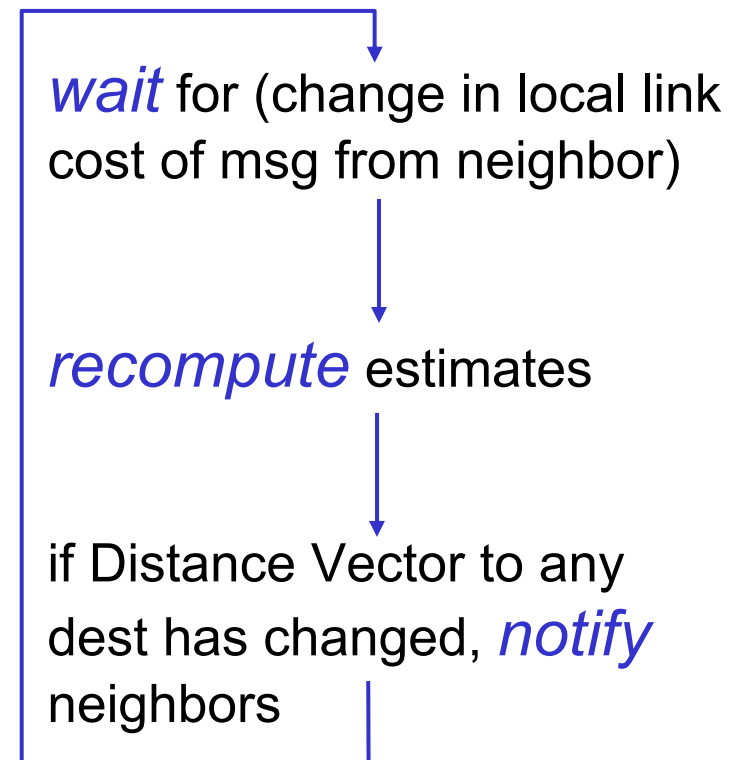 wait for (change in local link
cost of msg from neighbor)
recompute estimates
if Distance Vector to any
dest has changed, notify
neighbors